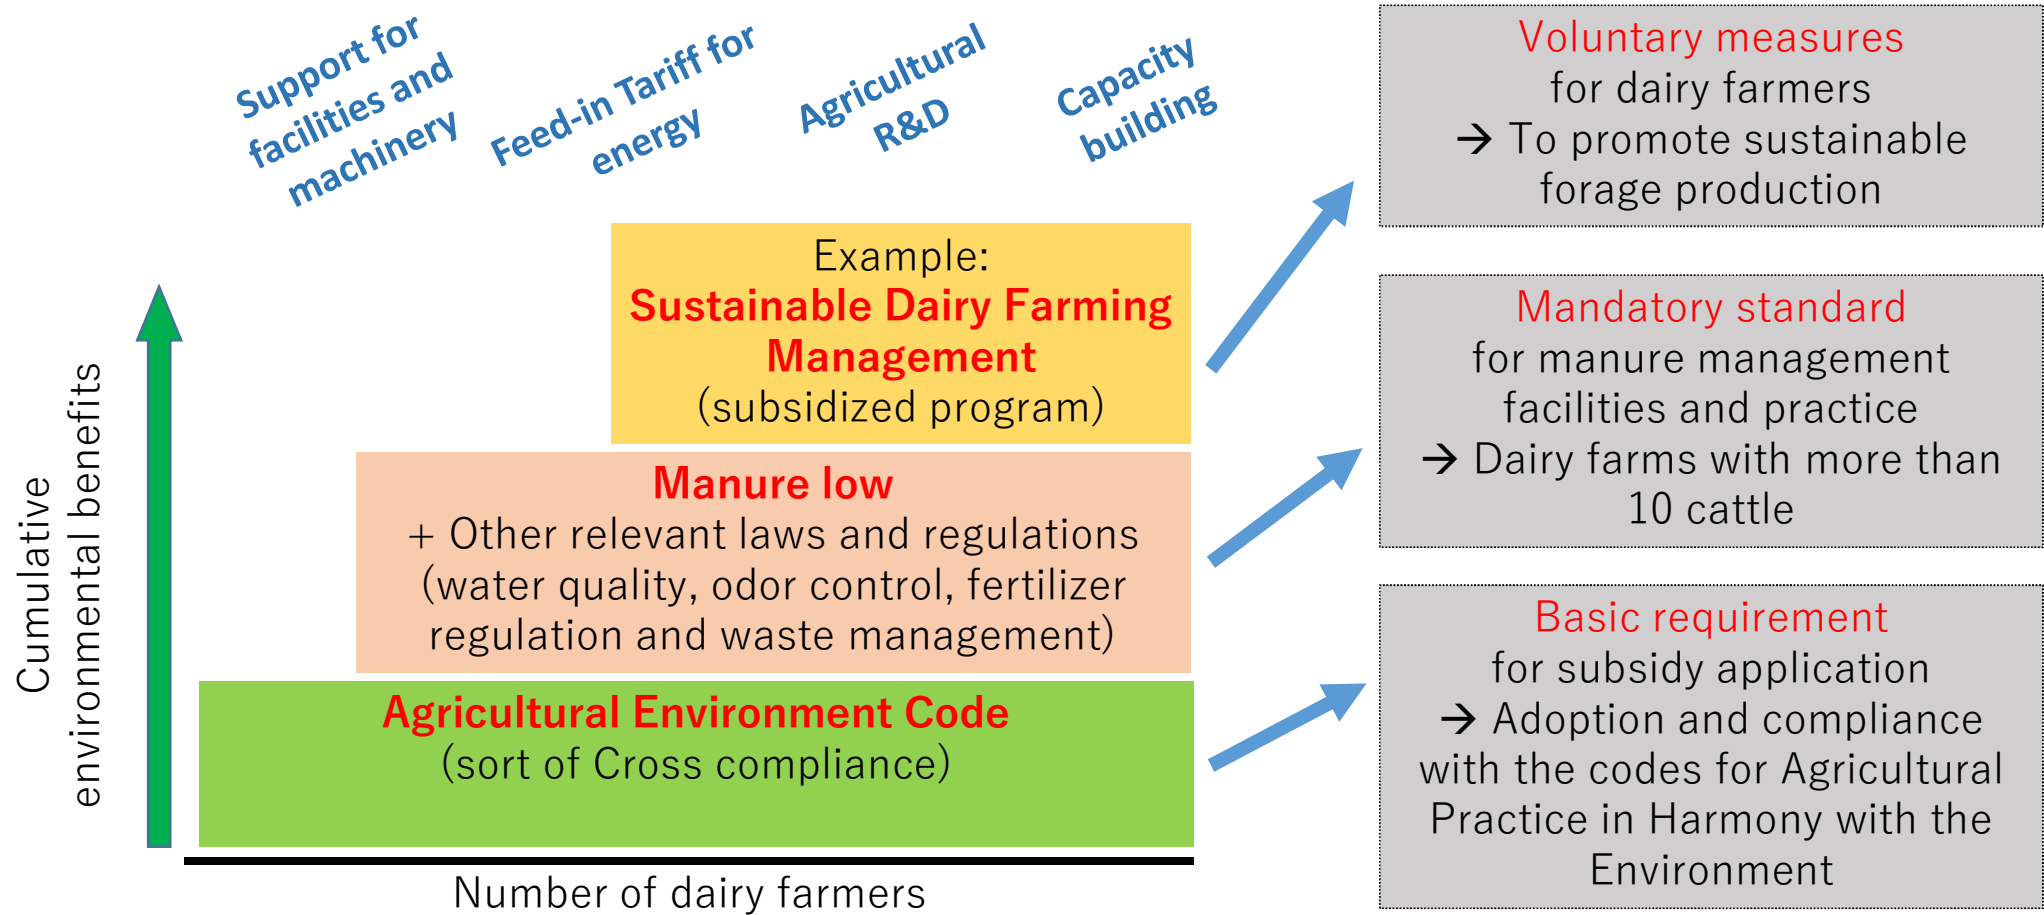 Support for
facilities and
machinery
Feed-in Tariff for
energy
Agricultural
R&D
Capacity
building
Cumulative
environmental benefits
Example:
Sustainable Dairy Farming
Management
(subsidized program)
Manure low
+ Other relevant laws and regulations
(water quality, odor control, fertilizer
regulation and waste management)
Agricultural Environment Code
(sort of Cross compliance)
Number of dairy farmers
Voluntary measures
for dairy farmers
→ To promote sustainable
forage production
Mandatory standard
for manure management
facilities and practice
→ Dairy farms with more than
10 cattle
Basic requirement
for subsidy application
→ Adoption and compliance
with the codes for Agricultural
Practice in Harmony with the
Environment